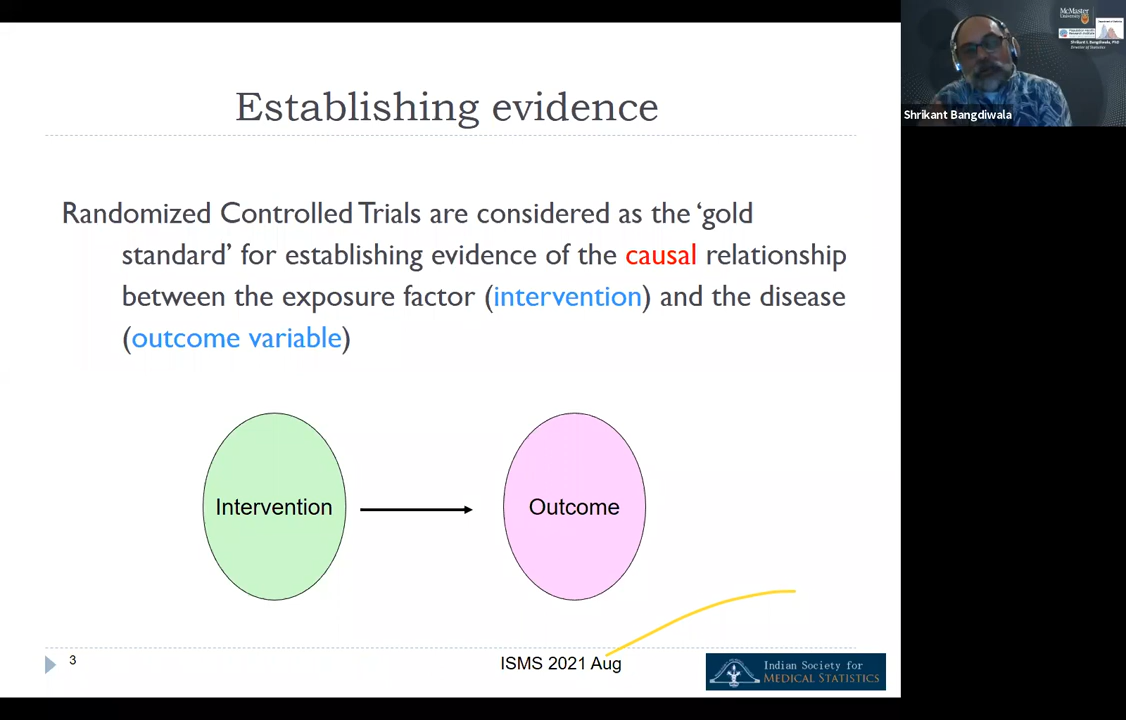 Establishing evidence
Randomized Controlled Trials are considered as the ‘gold
standard’ for establishing evidence of the causal relationship
between the exposure factor (intervention) and the disease
(outcome variable)
Intervention
Outcome
3
ISMS 2021 Aug
Indian Society for
MEDICAL STATISTICS
McMaster
University
Shrikant Bangdiwala